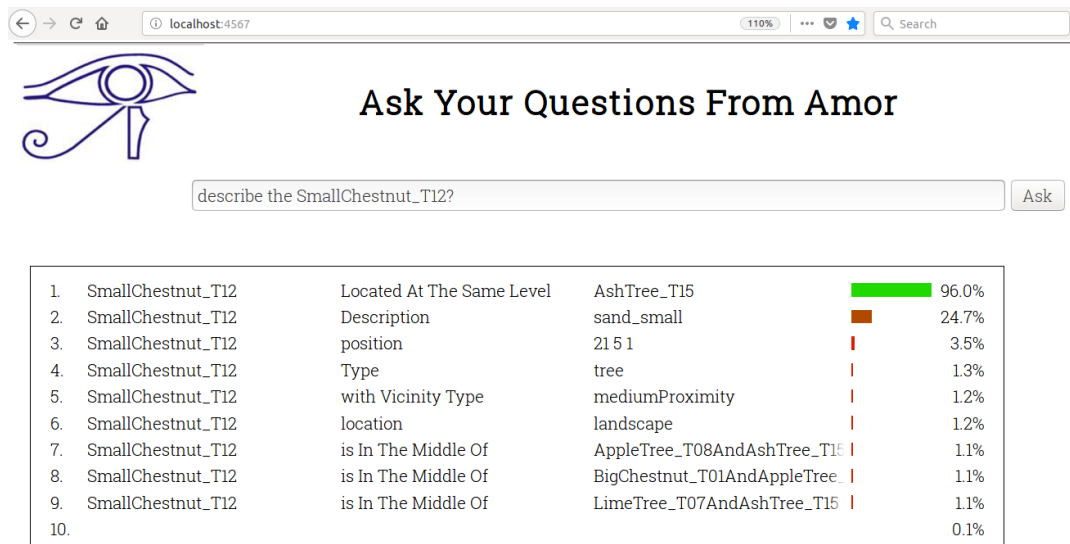 localhost:4567 110% Search
Ask Your Questions From Amor
describe the SmallChestnut_T12? Ask
1. SmallChestnut_T12 Located At The Same Level AshTree_T15 96.0%
2. SmallChestnut_T12 Description sand_small 24.7%
3. SmallChestnut_T12 position 21 5 1 3.5%
4. SmallChestnut_T12 Type tree 1.3%
5. SmallChestnut_T12 with Vicinity Type mediumProximity 1.2%
6. SmallChestnut_T12 location landscape 1.2%
7. SmallChestnut_T12 is In The Middle Of AppleTree_T08AndAshTree_T15 1.1%
8. SmallChestnut_T12 is In The Middle Of BigChestnut_T01AndAppleTree_ 1.1%
9. SmallChestnut_T12 is In The Middle Of LimeTree_T07AndAshTree_T15 1.1%
10. 0.1%